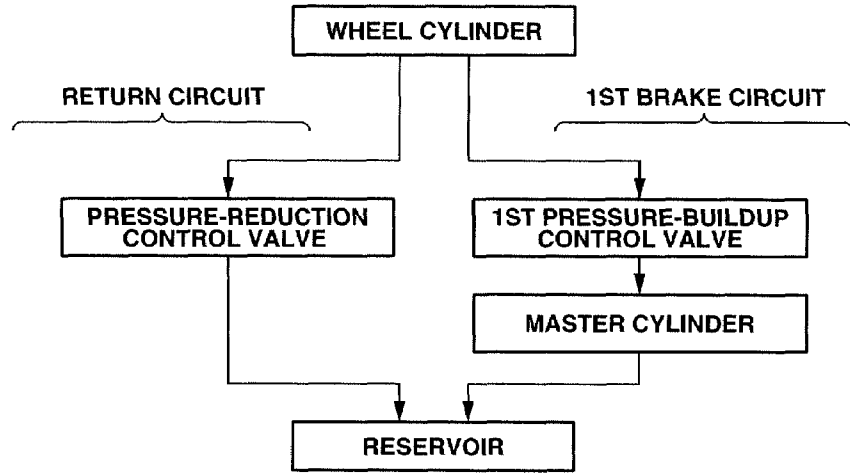 WHEEL CYLINDER
RETURN CIRCUIT
1ST BRAKE CIRCUIT
PRESSURE-REDUCTION
CONTROL VALVE
1ST PRESSURE-BUILDUP
CONTROL VALVE
MASTER CYLINDER
RESERVOIR